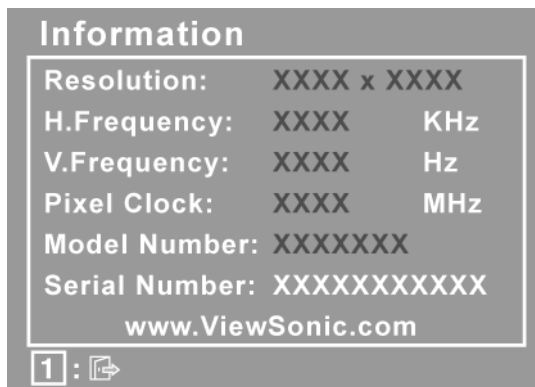 Information
Resolution: XXXX x XXXX
H.Frequency: XXXX KHz
V.Frequency: XXXX Hz
Pixel Clock: XXXX MHz
Model Number: XXXXXXX
Serial Number: XXXXXXXXXXX
www.ViewSonic.com
1 :